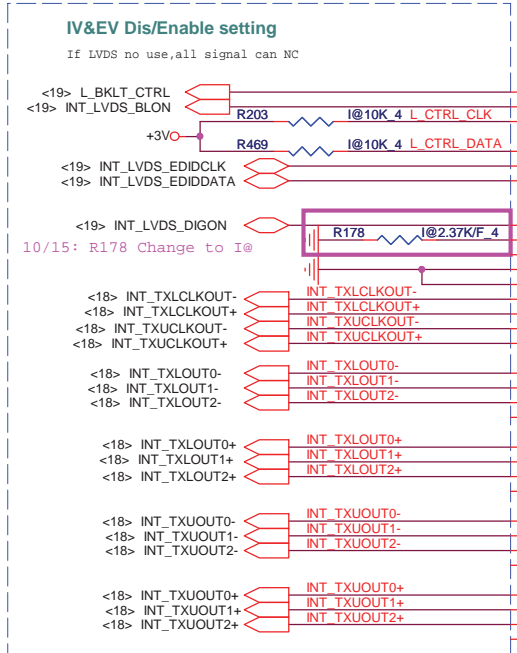 IV&EV Dis/Enable setting
If LVDS no use,all signal can NC
<19> L_BKLT_CTRL
<19> INT_LVDS_BLON
R203 I@10K_4 L_CTRL_CLK
+3V
R469 I@10K_4 L_CTRL_DATA
<19> INT_LVDS_EDIDCLK
<19> INT_LVDS_EDIDDATA
<19> INT_LVDS_DIGON
R178 I@2.37K/F_4
10/15: R178 Change to I@
<18> INT_TXLCLKOUT- INT_TXLCLKOUT-
<18> INT_TXLCLKOUT+ INT_TXLCLKOUT+
<18> INT_TXUCLKOUT- INT_TXUCLKOUT-
<18> INT_TXUCLKOUT+ INT_TXUCLKOUT+
<18> INT_TXLOUT0- INT_TXLOUT0-
<18> INT_TXLOUT1- INT_TXLOUT1-
<18> INT_TXLOUT2- INT_TXLOUT2-
<18> INT_TXLOUT0+ INT_TXLOUT0+
<18> INT_TXLOUT1+ INT_TXLOUT1+
<18> INT_TXLOUT2+ INT_TXLOUT2+
<18> INT_TXUOUT0- INT_TXUOUT0-
<18> INT_TXUOUT1- INT_TXUOUT1-
<18> INT_TXUOUT2- INT_TXUOUT2-
<18> INT_TXUOUT0+ INT_TXUOUT0+
<18> INT_TXUOUT1+ INT_TXUOUT1+
<18> INT_TXUOUT2+ INT_TXUOUT2+